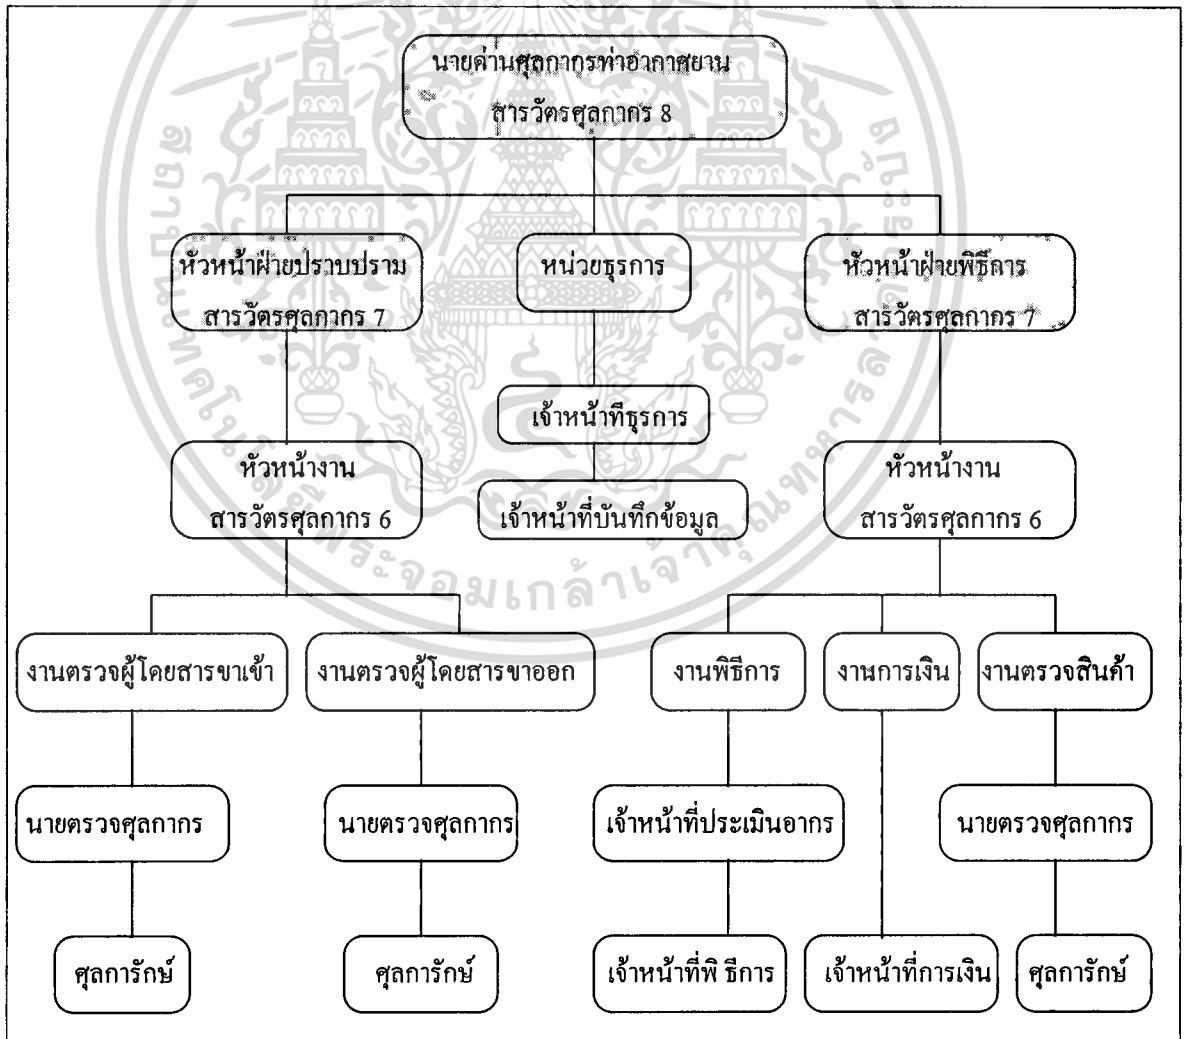 นายด่านศุลกากรท่าอากาศยาน
สารวัตรศุลกากร 8
หัวหน้าฝ่ายปราบปราม
สารวัตรศุลกากร 7
หน่วยธุรการ
หัวหน้าฝ่ายพิธีการ
สารวัตรศุลกากร 7
เจ้าหน้าที่ธุรการ
เจ้าหน้าที่บันทึกข้อมูล
หัวหน้างาน
สารวัตรศุลกากร 6
หัวหน้างาน
สารวัตรศุลกากร 6
งานตรวจผู้โดยสารขาเข้า
งานตรวจผู้โดยสารขาออก
งานพิธีการ
งานการเงิน
งานตรวจสินค้า
นายตรวจศุลกากร
นายตรวจศุลกากร
เจ้าหน้าที่ประเมินอากร
นายตรวจศุลกากร
ศุลการักษ์
ศุลการักษ์
เจ้าหน้าที่พิธีการ
เจ้าหน้าที่การเงิน
ศุลการักษ์